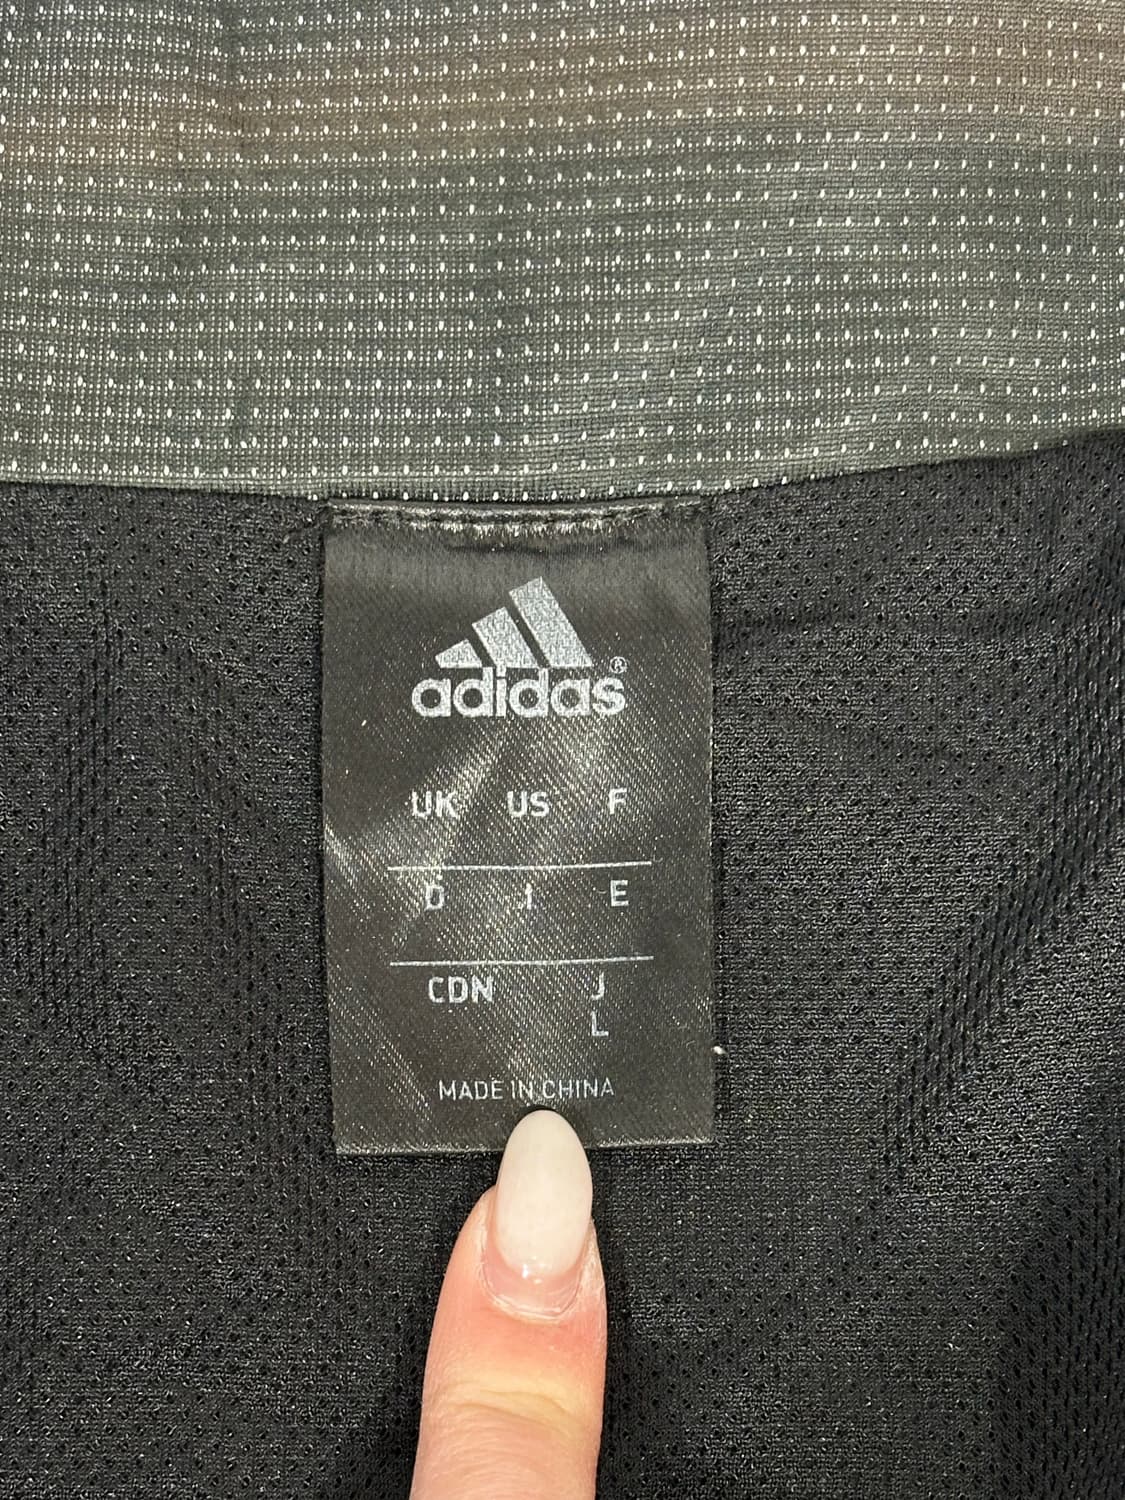 adidas®
UK US F
D I E
CDN J
L
MADE IN CHINA